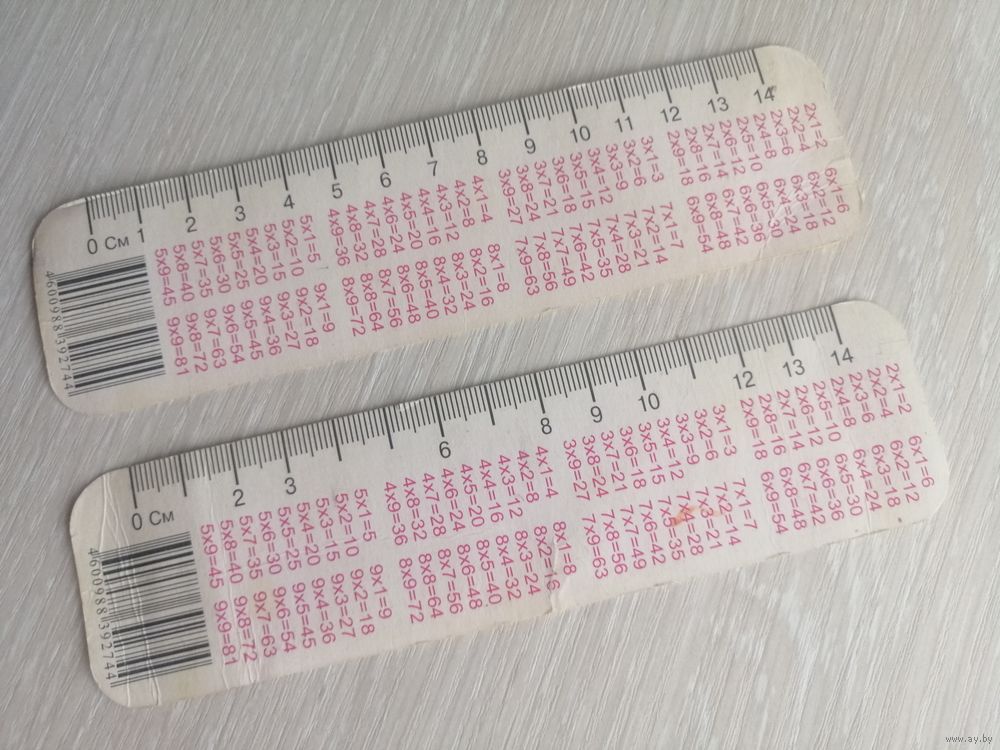 0 См 1 2 3 4 5 6 7 8 9 10 11 12 13 14
2x1=2 6x1=6
2x2=4 6x2=12
2x3=6 6x3=18
2x4=8 6x4=24
2x5=10 6x5=30
2x6=12 6x6=36
2x7=14 6x7=42
2x8=16 6x8=48
2x9=18 6x9=54
3x1=3 7x1=7
3x2=6 7x2=14
3x3=9 7x3=21
3x4=12 7x4=28
3x5=15 7x5=35
3x6=18 7x6=42
3x7=21 7x7=49
3x8=24 7x8=56
3x9=27 7x9=63
4x1=4 8x1=8
4x2=8 8x2=16
4x3=12 8x3=24
4x4=16 8x4=32
4x5=20 8x5=40
4x6=24 8x6=48
4x7=28 8x7=56
4x8=32 8x8=64
4x9=36 8x9=72
5x1=5 9x1=9
5x2=10 9x2=18
5x3=15 9x3=27
5x4=20 9x4=36
5x5=25 9x5=45
5x6=30 9x6=54
5x7=35 9x7=63
5x8=40 9x8=72
5x9=45 9x9=81
4600988392744
0 См 2 3 6 8 9 10 12 13 14
2x1=2 6x1=6
2x2=4 6x2=12
2x3=6 6x3=18
2x4=8 6x4=24
2x5=10 6x5=30
2x6=12 6x6=36
2x7=14 6x7=42
2x8=16 6x8=48
2x9=18 6x9=54
3x1=3 7x1=7
3x2=6 7x2=14
3x3=9 7x3=21
3x4=12 7x4=28
3x5=15 7x5=35
3x6=18 7x6=42
3x7=21 7x7=49
3x8=24 7x8=56
3x9=27 7x9=63
4x1=4 8x1=8
4x2=8 8x2=16
4x3=12 8x3=24
4x4=16 8x4=32
4x5=20 8x5=40
4x6=24 8x6=48
4x7=28 8x7=56
4x8=32 8x8=64
4x9=36 8x9=72
5x1=5 9x1=9
5x2=10 9x2=18
5x3=15 9x3=27
5x4=20 9x4=36
5x5=25 9x5=45
5x6=30 9x6=54
5x7=35 9x7=63
5x8=40 9x8=72
5x9=45 9x9=81
4600988392744
www.ay.by